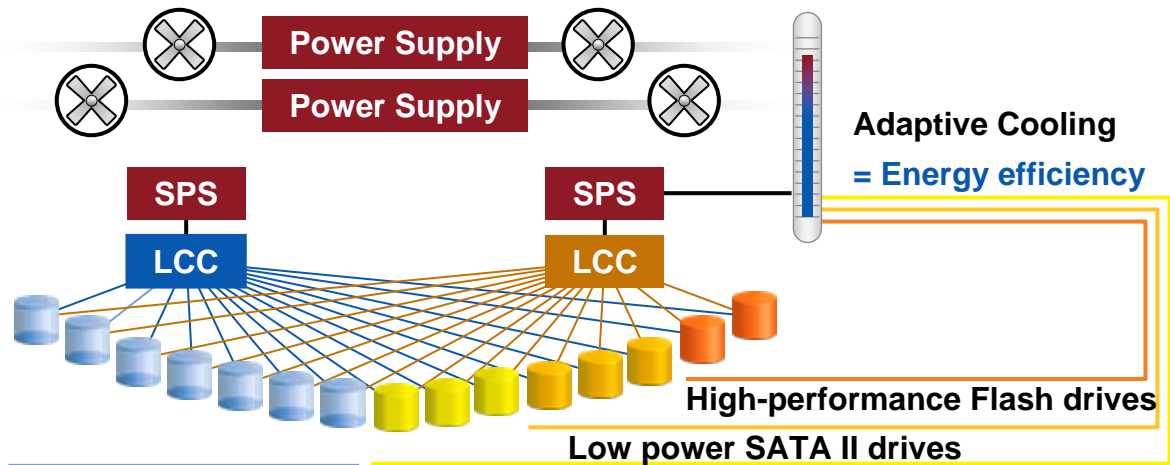 Power Supply
Power Supply
Adaptive Cooling
= Energy efficiency
SPS
SPS
LCC
LCC
High-performance Flash drives
Low power SATA II drives